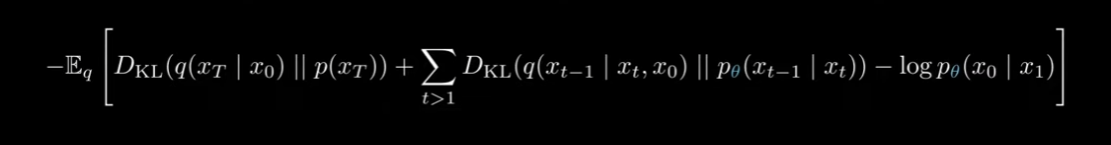 −𝔼_q [ D_KL(q(x_T | x_0) || p(x_T)) + ∑_{t>1} D_KL(q(x_{t−1} | x_t, x_0) || p_θ(x_{t−1} | x_t)) − log p_θ(x_0 | x_1) ]